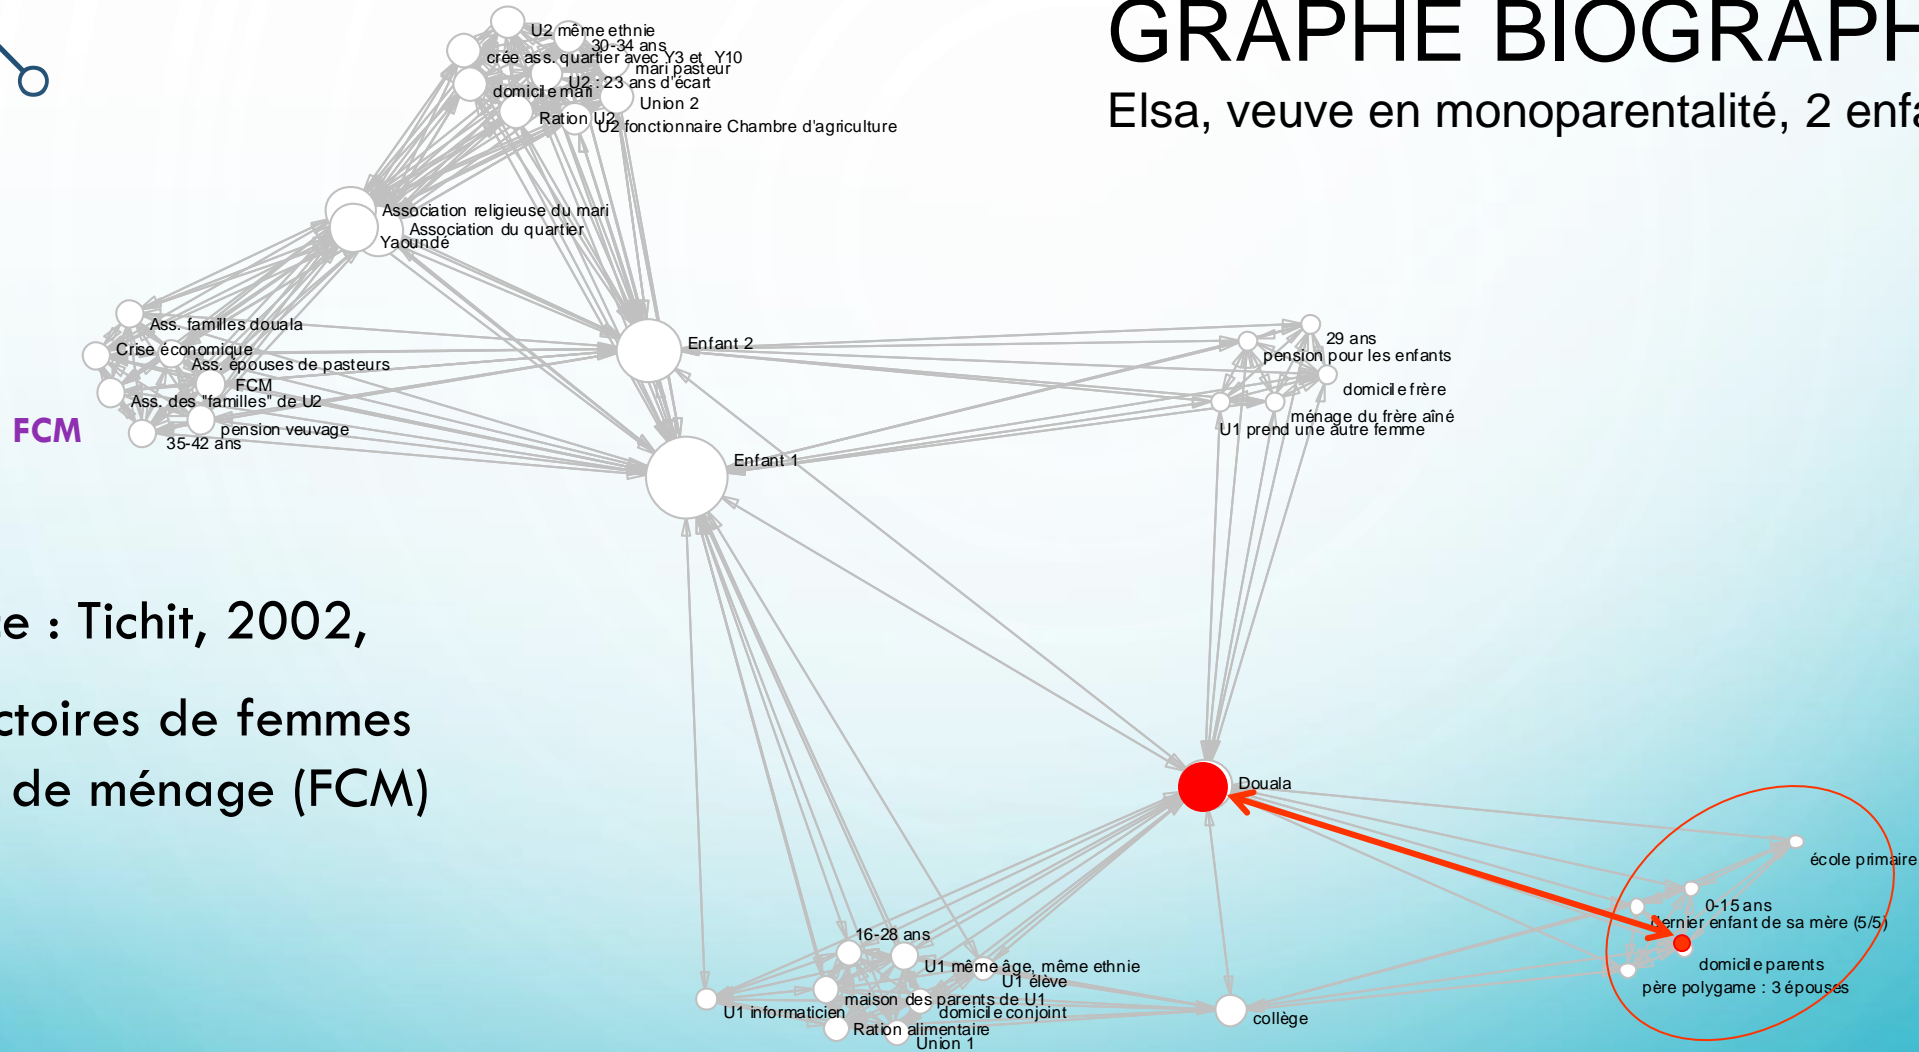 GRAPHE BIOGRAPH
Elsa, veuve en monoparentalité, 2 enfa
U2 même ethnie
30-34 ans
crée ass. quartier avec Y3 et Y10
mari pasteur
U2 : 23 ans d'écart
domicile mari
Union 2
Ration U2
U2 fonctionnaire Chambre d'agriculture
Association religieuse du mari
Association du quartier
Yaoundé
Ass. familles douala
Crise économique
Ass. épouses de pasteurs
FCM
Ass. des "familles" de U2
pension veuvage
35-42 ans
FCM
Enfant 2
Enfant 1
29 ans
pension pour les enfants
domicile frère
ménage du frère aîné
U1 prend une autre femme
e : Tichit, 2002,
ctoires de femmes
de ménage (FCM)
Douala
école primaire
0-15 ans
dernier enfant de sa mère (5/5)
domicile parents
père polygame : 3 épouses
16-28 ans
U1 même âge, même ethnie
U1 élève
maison des parents de U1
U1 informaticien
domicile conjoint
Ration alimentaire
Union 1
collège